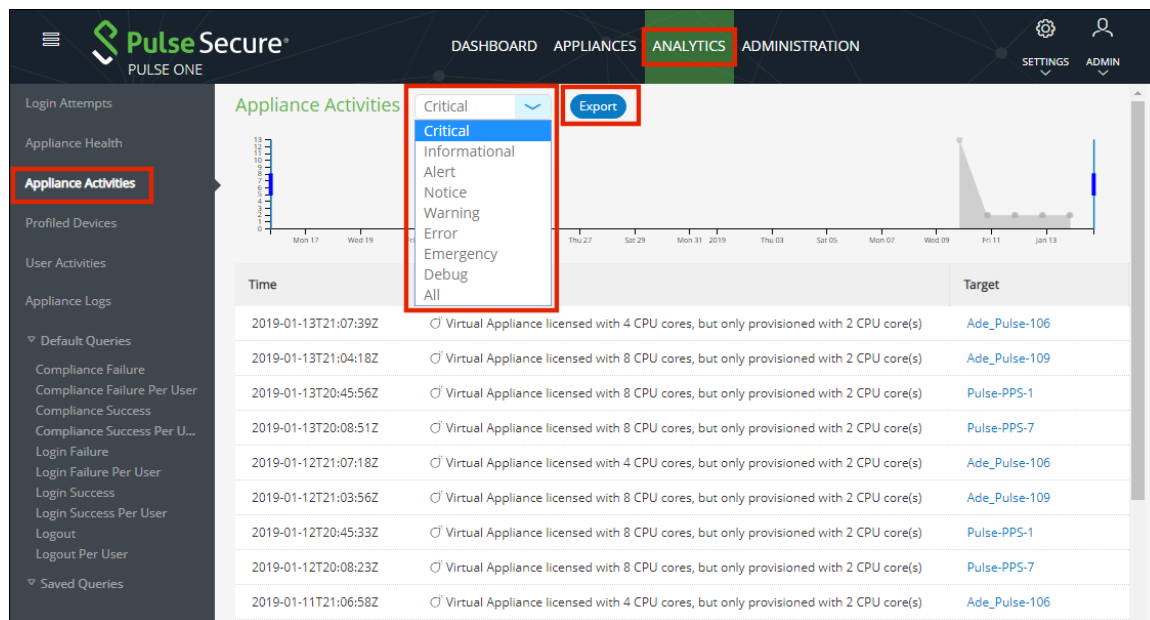 Pulse Secure®
PULSE ONE
DASHBOARD APPLIANCES ANALYTICS ADMINISTRATION
SETTINGS ADMIN
Login Attempts
Appliance Health
Appliance Activities
Profiled Devices
User Activities
Appliance Logs
Default Queries
Compliance Failure
Compliance Failure Per User
Compliance Success
Compliance Success Per U...
Login Failure
Login Failure Per User
Login Success
Login Success Per User
Logout
Logout Per User
Saved Queries
Appliance Activities Critical Export
Critical
Informational
Alert
Notice
Warning
Error
Emergency
Debug
All
13
12
11
10
9
8
7
6
5
4
3
2
1
0
Mon 17 Wed 19 Thu 27 Sat 29 Mon 31 2019 Thu 03 Sat 05 Mon 07 Wed 09 Fri 11 Jan 13
Time Target
2019-01-13T21:07:39Z Virtual Appliance licensed with 4 CPU cores, but only provisioned with 2 CPU core(s) Ade_Pulse-106
2019-01-13T21:04:18Z Virtual Appliance licensed with 8 CPU cores, but only provisioned with 2 CPU core(s) Ade_Pulse-109
2019-01-13T20:45:56Z Virtual Appliance licensed with 8 CPU cores, but only provisioned with 2 CPU core(s) Pulse-PPS-1
2019-01-13T20:08:51Z Virtual Appliance licensed with 8 CPU cores, but only provisioned with 2 CPU core(s) Pulse-PPS-7
2019-01-12T21:07:18Z Virtual Appliance licensed with 4 CPU cores, but only provisioned with 2 CPU core(s) Ade_Pulse-106
2019-01-12T21:03:56Z Virtual Appliance licensed with 8 CPU cores, but only provisioned with 2 CPU core(s) Ade_Pulse-109
2019-01-12T20:45:33Z Virtual Appliance licensed with 8 CPU cores, but only provisioned with 2 CPU core(s) Pulse-PPS-1
2019-01-12T20:08:23Z Virtual Appliance licensed with 8 CPU cores, but only provisioned with 2 CPU core(s) Pulse-PPS-7
2019-01-11T21:06:58Z Virtual Appliance licensed with 4 CPU cores, but only provisioned with 2 CPU core(s) Ade_Pulse-106